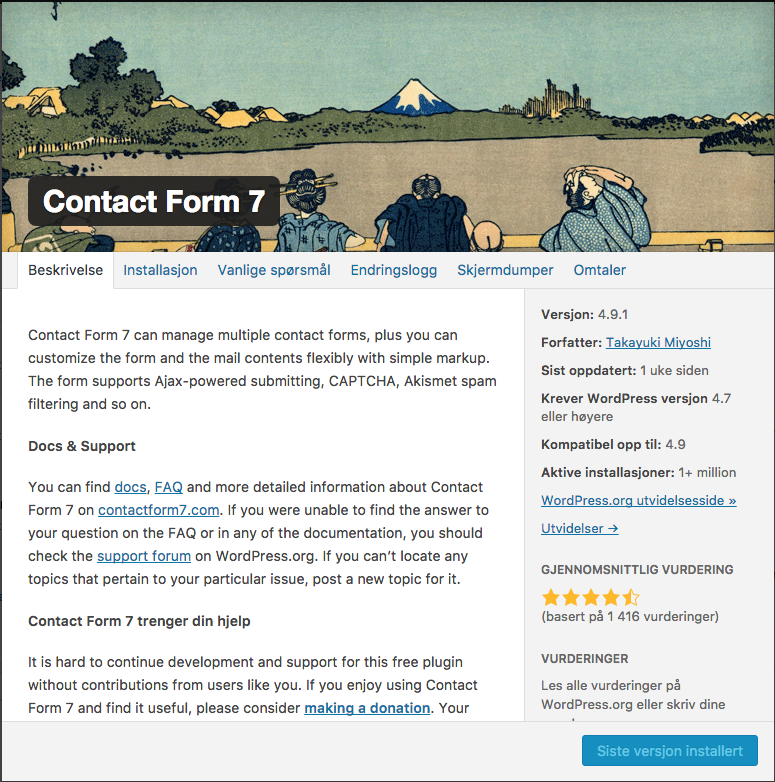 Contact Form 7
Beskrivelse Installasjon Vanlige spørsmål Endringslogg Skjermdumper Omtaler
Contact Form 7 can manage multiple contact forms, plus you can
customize the form and the mail contents flexibly with simple markup.
The form supports Ajax-powered submitting, CAPTCHA, Akismet spam
filtering and so on.
Docs & Support
You can find docs, FAQ and more detailed information about Contact
Form 7 on contactform7.com. If you were unable to find the answer to
your question on the FAQ or in any of the documentation, you should
check the support forum on WordPress.org. If you can’t locate any
topics that pertain to your particular issue, post a new topic for it.
Contact Form 7 trenger din hjelp
It is hard to continue development and support for this free plugin
without contributions from users like you. If you enjoy using Contact
Form 7 and find it useful, please consider making a donation. Your
Versjon: 4.9.1
Forfatter: Takayuki Miyoshi
Sist oppdatert: 1 uke siden
Krever WordPress versjon 4.7
eller høyere
Kompatibel opp til: 4.9
Aktive installasjoner: 1+ million
WordPress.org utvidelsesside »
Utvidelser →
GJENNOMSNITTLIG VURDERING
(basert på 1 416 vurderinger)
VURDERINGER
Les alle vurderinger på
WordPress.org eller skriv dine
Siste versjon installert